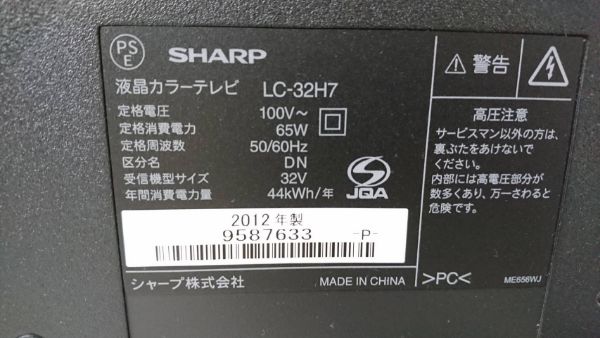 PS
E
SHARP
液晶カラーテレビ LC-32H7
定格電圧 100V～
定格消費電力 65W
定格周波数 50/60Hz
区分名 DN
受信機型サイズ 32V
年間消費電力量 44kWh/年
JQA
2012 年製
9587633 -P-
シャープ株式会社 MADE IN CHINA
警告
高圧注意
サービスマン以外の方は、
裏ぶたをあけないで
ください。
内部には高電圧部分が
数多くあり、万一さわると
危険です。
>PC< ME656WJ